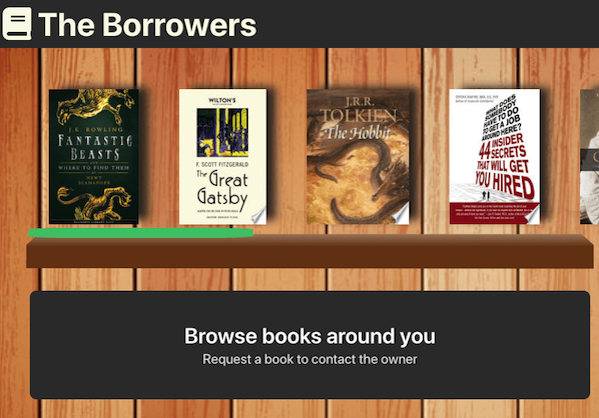 The Borrowers
J.K. ROWLING
FANTASTIC
BEASTS
WHERE TO FIND THEM
NEWT
SCAMANDER
WILTON'S
F. SCOTT FITZGERALD
The
Great
Gatsby
J.R.R.
TOLKIEN
The Hobbit
WHAT DOES
SOMEBODY
HAVE TO DO
TO GET A JOB
AROUND HERE?
44 INSIDER
SECRETS
THAT WILL GET
YOU HIRED
Browse books around you
Request a book to contact the owner